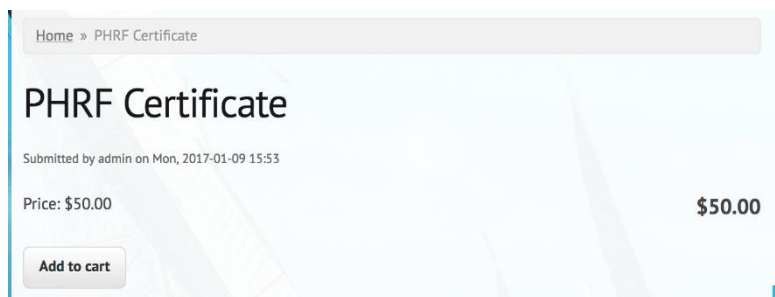 Home » PHRF Certificate
PHRF Certificate
Submitted by admin on Mon, 2017-01-09 15:53
Price: $50.00 $50.00
Add to cart